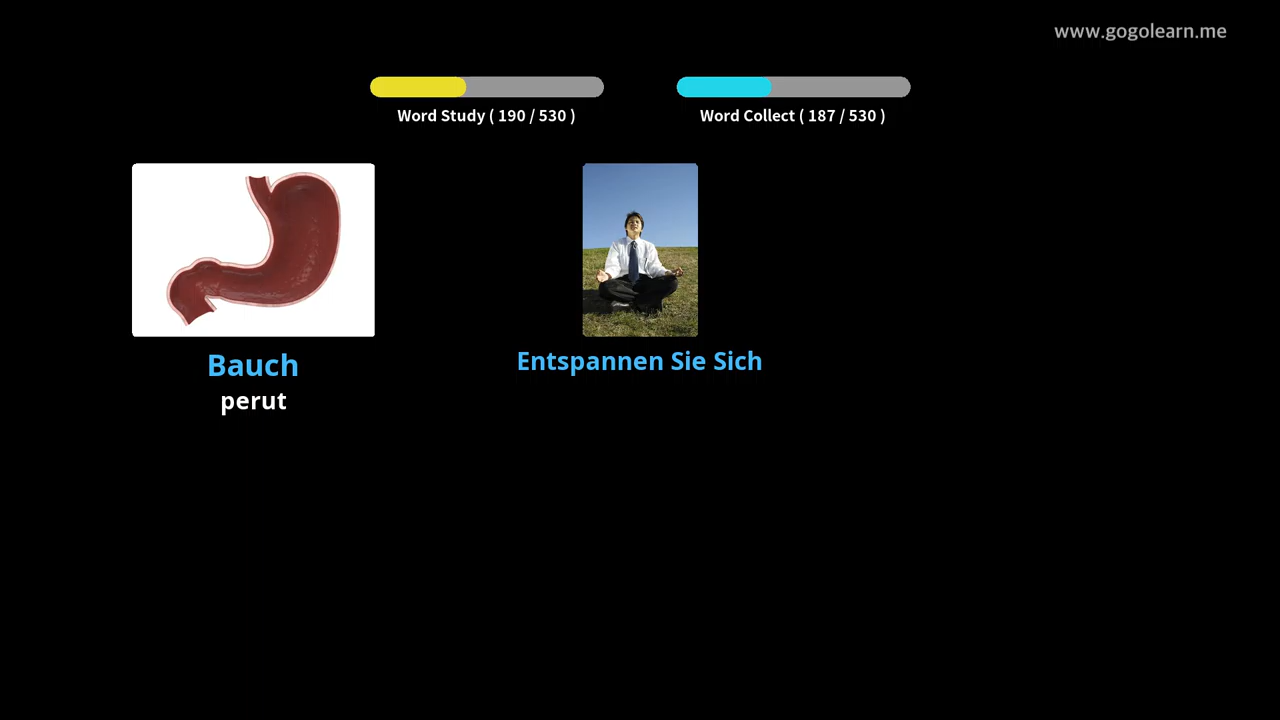 www.gogolearn.me
Word Study ( 190 / 530 )
Word Collect ( 187 / 530 )
Bauch
perut
Entspannen Sie Sich